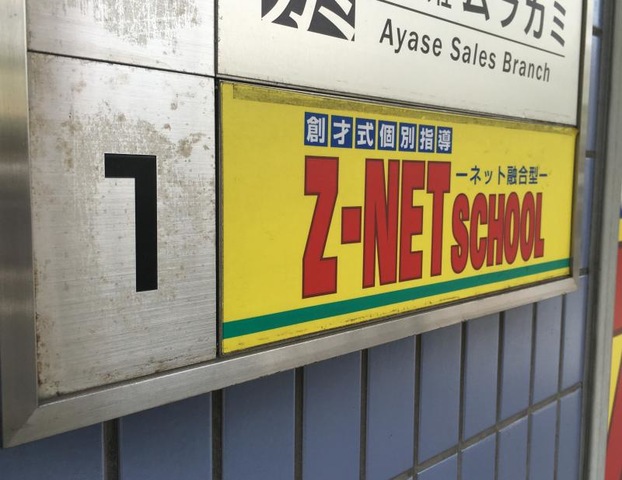 ムラカミ
Ayase Sales Branch
1
創才式個別指導
Z-NET SCHOOL
ーネット融合型ー